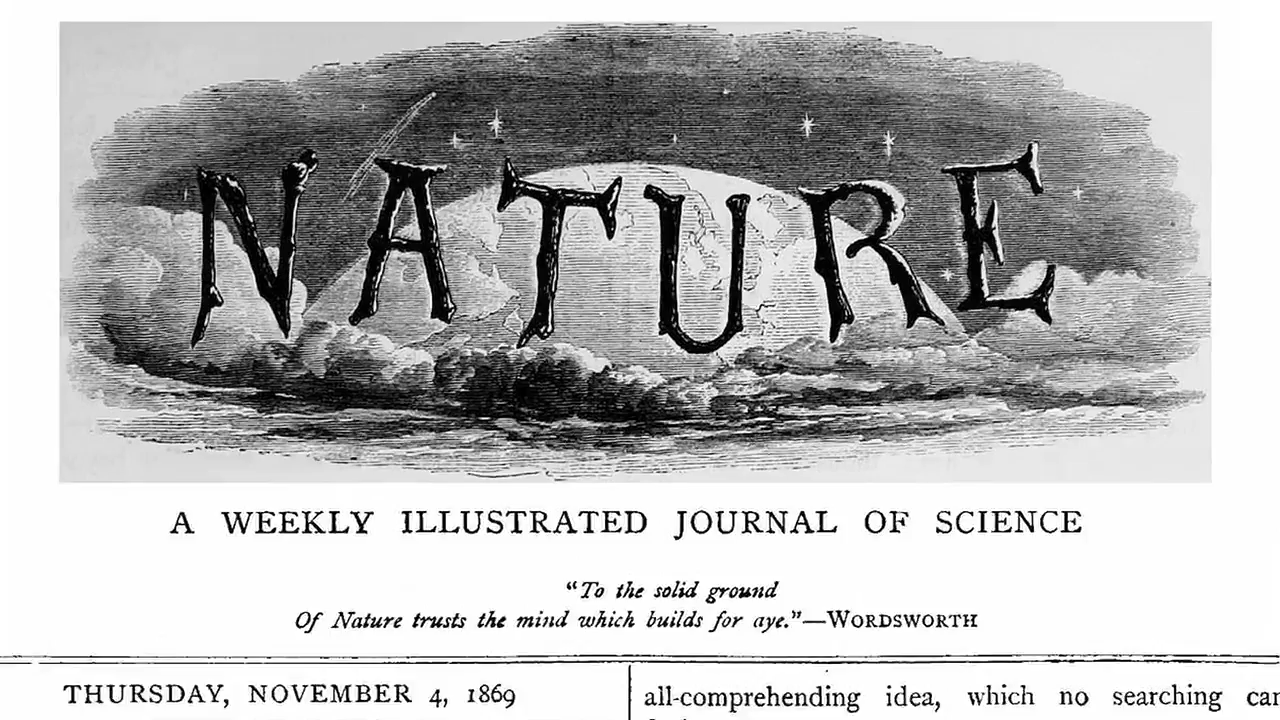 NATURE
A WEEKLY ILLUSTRATED JOURNAL OF SCIENCE
“To the solid ground
Of Nature trusts the mind which builds for aye.”—WORDSWORTH
THURSDAY, NOVEMBER 4, 1869
all-comprehending idea, which no searching can